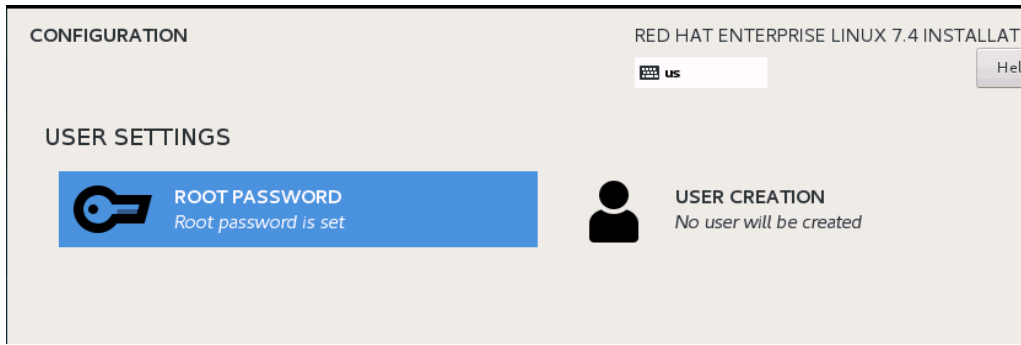 CONFIGURATION
RED HAT ENTERPRISE LINUX 7.4 INSTALLAT
us
Hel
USER SETTINGS
ROOT PASSWORD
Root password is set
USER CREATION
No user will be created